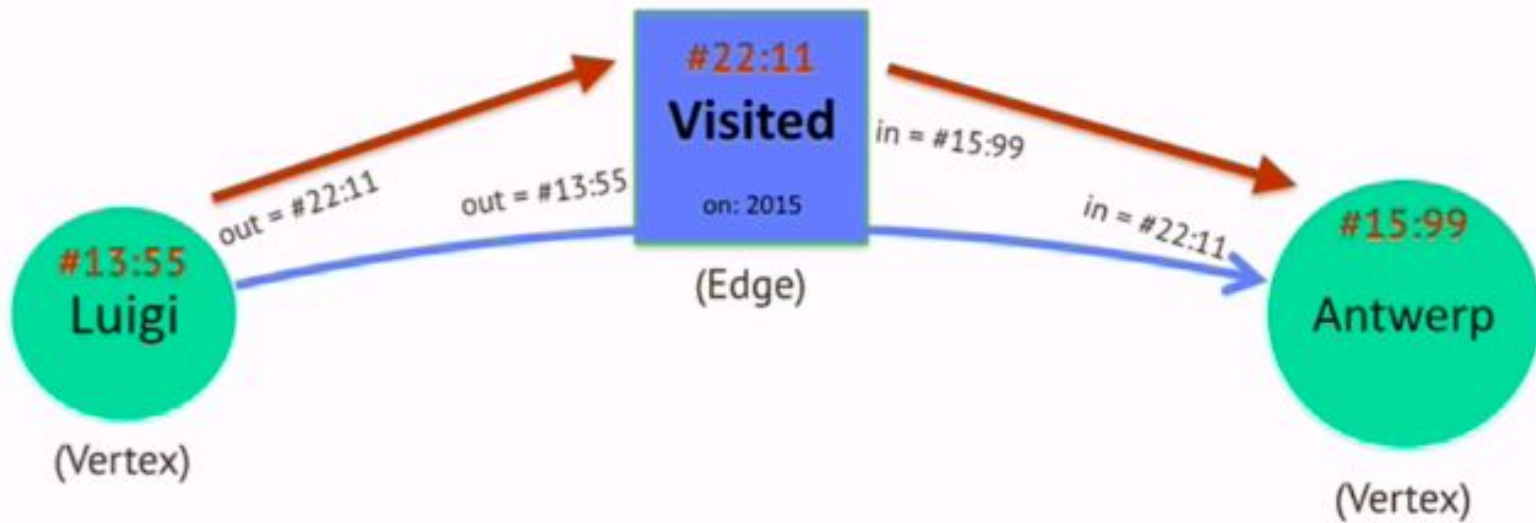 #22:11
Visited
on: 2015
(Edge)
out = #22:11
out = #13:55
in = #15:99
in = #22:11
#13:55
Luigi
(Vertex)
#15:99
Antwerp
(Vertex)